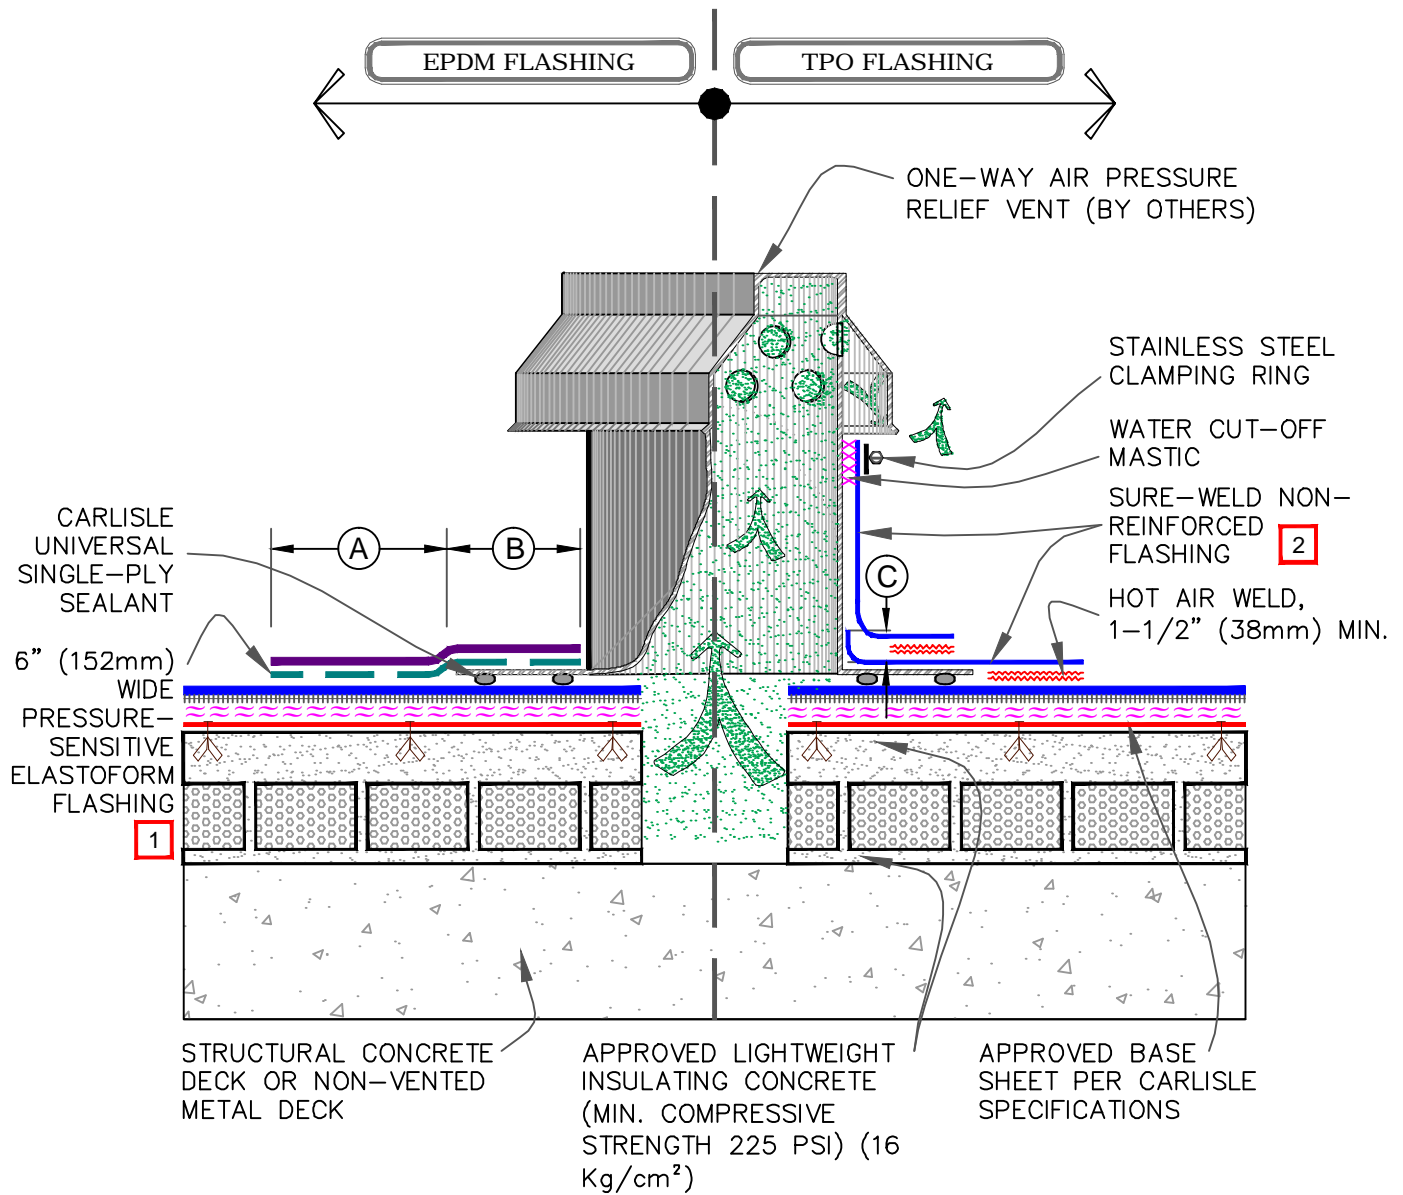 EPDM FLASHING
TPO FLASHING
ONE-WAY AIR PRESSURE
RELIEF VENT (BY OTHERS)
STAINLESS STEEL
CLAMPING RING
WATER CUT-OFF
MASTIC
SURE-WELD NON-
REINFORCED
FLASHING
2
HOT AIR WELD,
1-1/2" (38mm) MIN.
CARLISLE
UNIVERSAL
SINGLE-PLY
SEALANT
A
B
C
6" (152mm)
WIDE
PRESSURE-
SENSITIVE
ELASTOFORM
FLASHING
1
STRUCTURAL CONCRETE
DECK OR NON-VENTED
METAL DECK
APPROVED LIGHTWEIGHT
INSULATING CONCRETE
(MIN. COMPRESSIVE
STRENGTH 225 PSI) (16
Kg/cm²)
APPROVED BASE
SHEET PER CARLISLE
SPECIFICATIONS